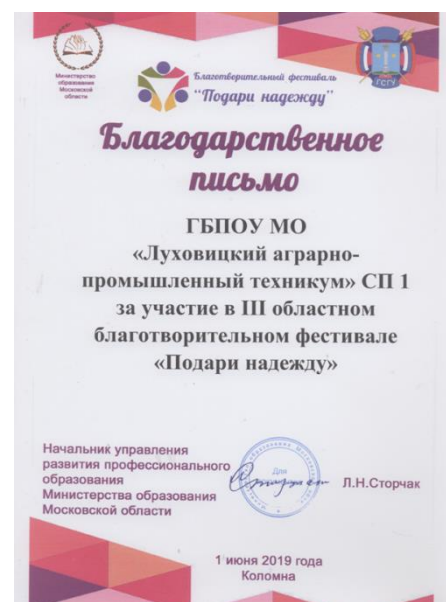 Министерство
образования
Московской
области
Благотворительный фестиваль
"Подари надежду"
ГСГУ
Благодарственное
письмо
ГБПОУ МО
«Луховицкий аграрно-
промышленный техникум» СП 1
за участие в III областном
благотворительном фестивале
«Подари надежду»
Начальник управления
развития профессионального
образования
Министерства образования
Московской области
Для
Л.Н.Сторчак
1 июня 2019 года
Коломна